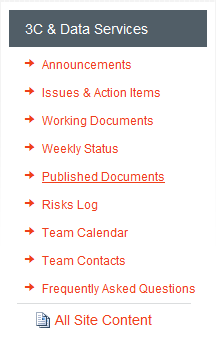 3C & Data Services
Announcements
Issues & Action Items
Working Documents
Weekly Status
Published Documents
Risks Log
Team Calendar
Team Contacts
Frequently Asked Questions
All Site Content